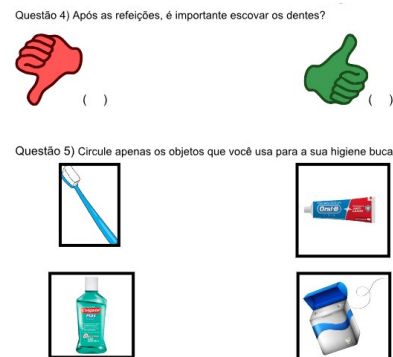 Questão 4) Após as refeições, é importante escovar os dentes?
( )
( )
Questão 5) Circule apenas os objetos que você usa para a sua higiene buca
Oral-B
Colgate